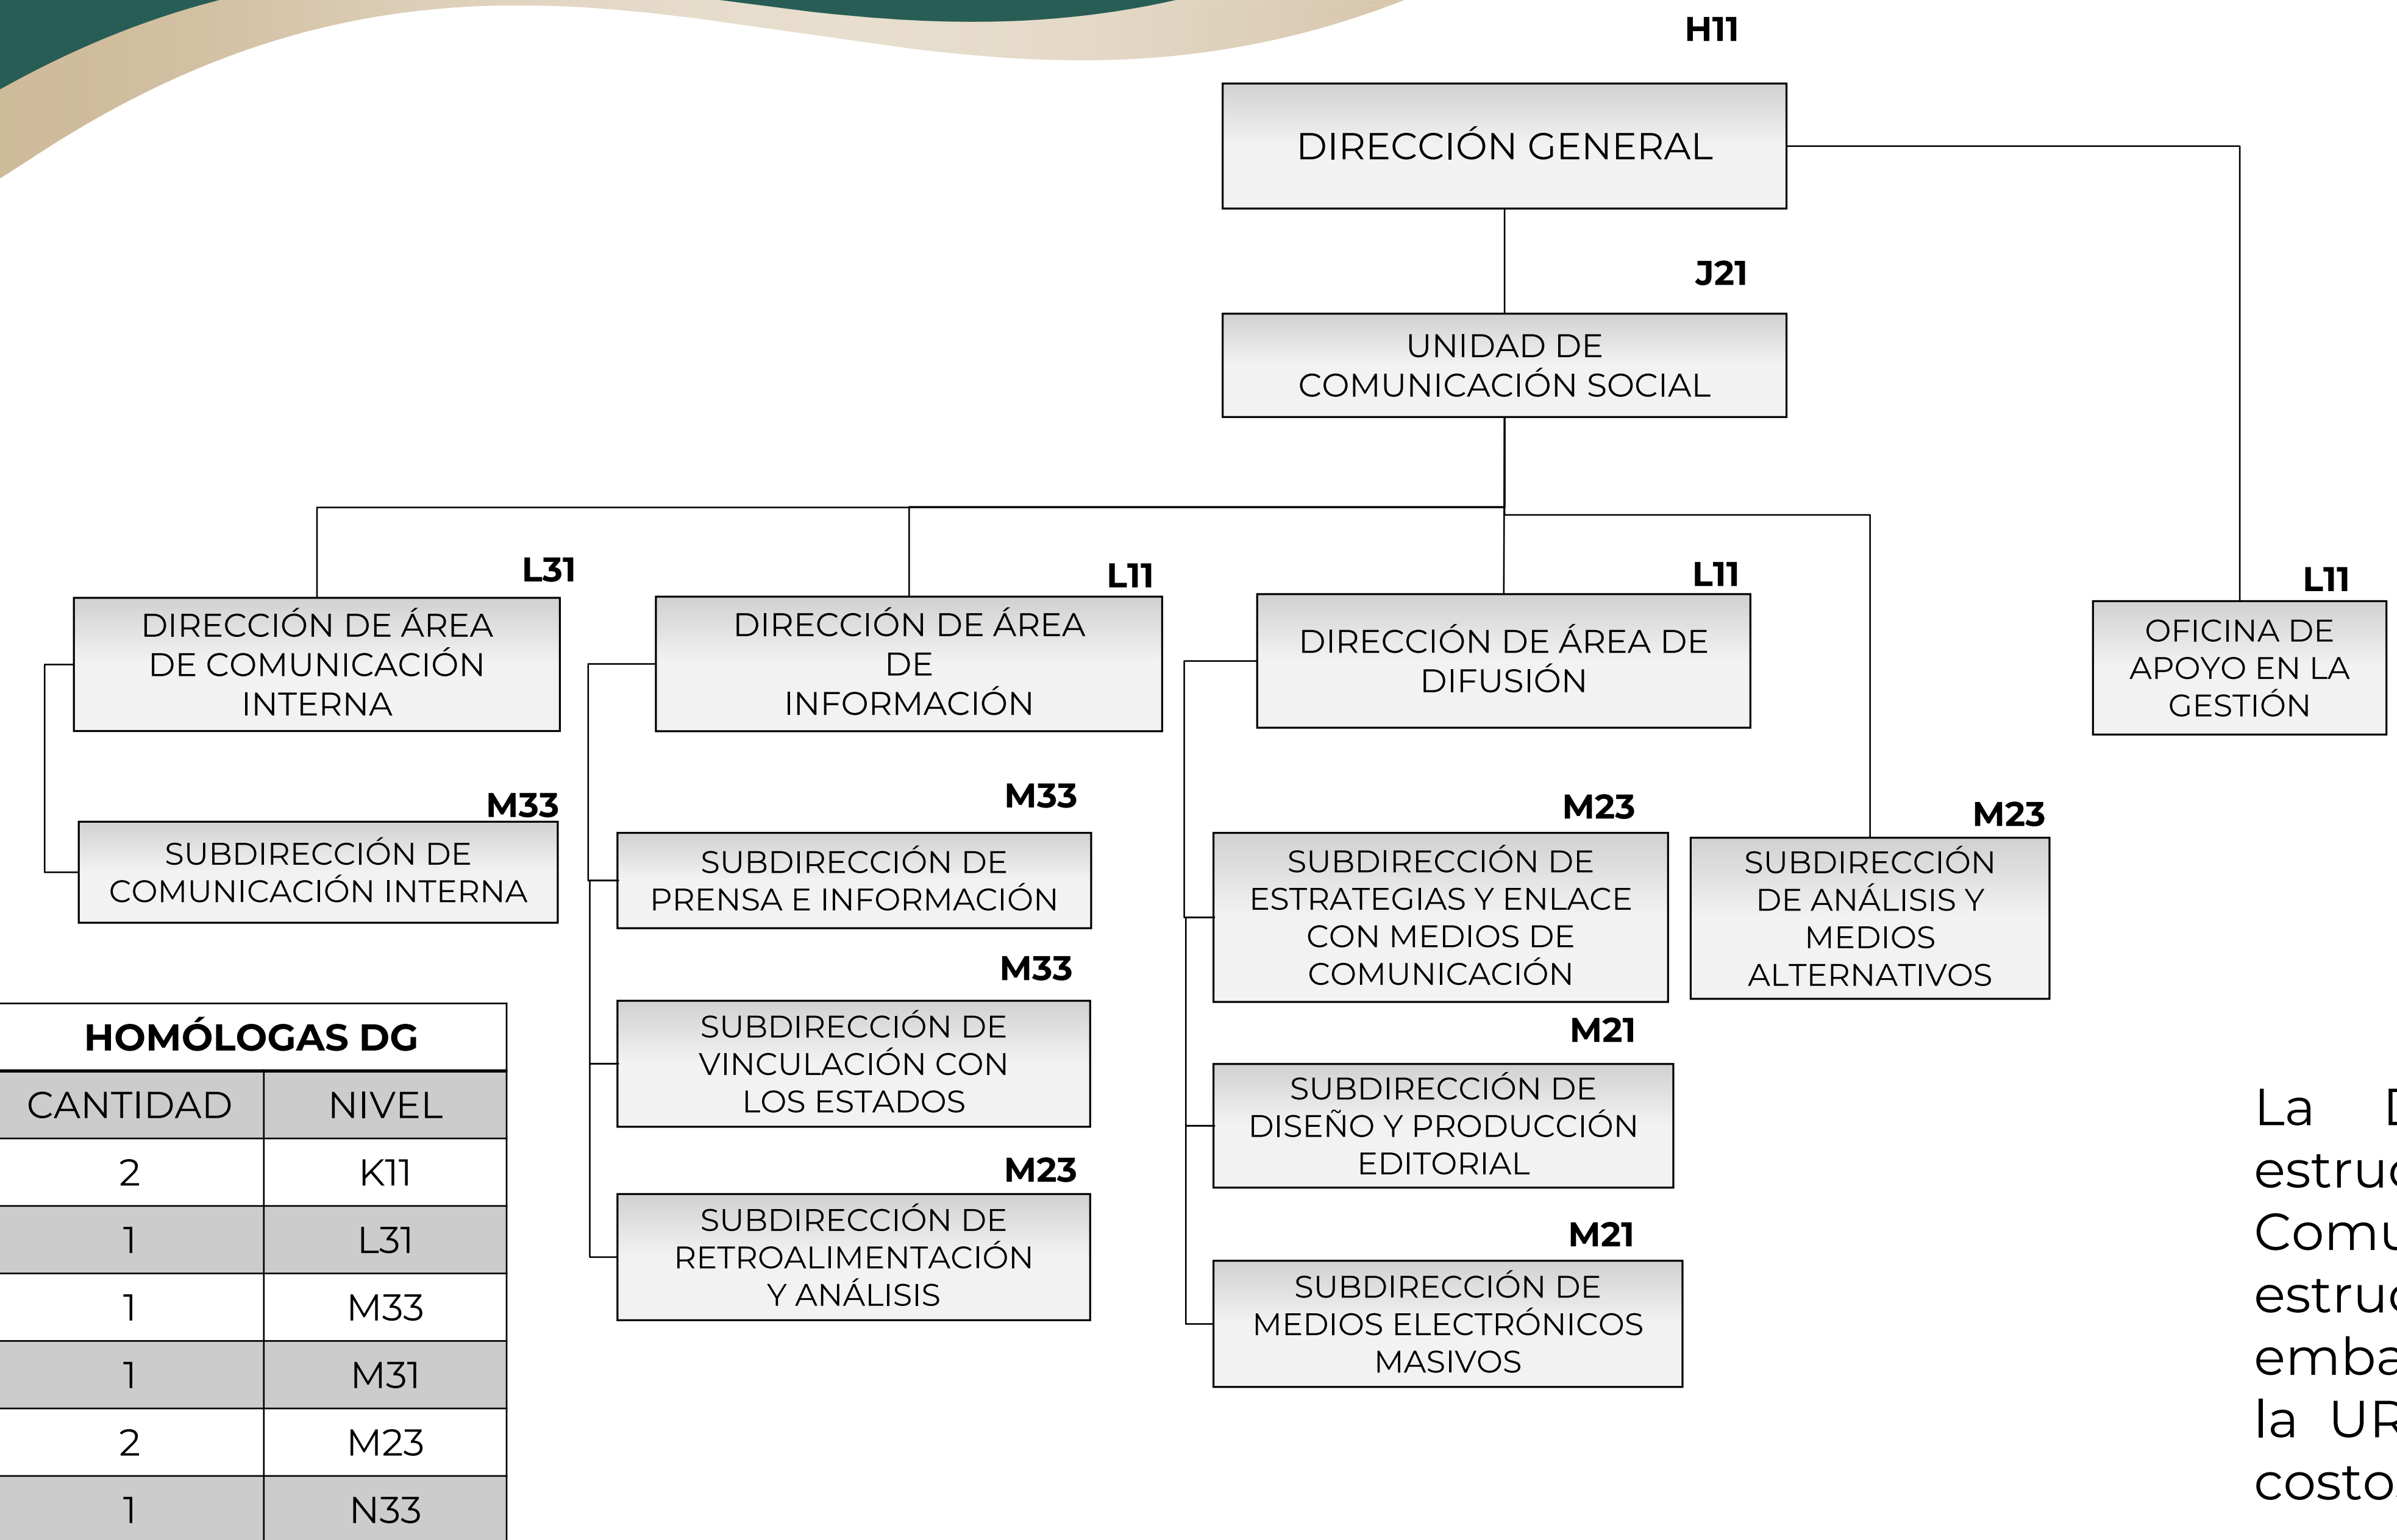 H11
DIRECCIÓN GENERAL
J21
UNIDAD DE
COMUNICACIÓN SOCIAL
L31
DIRECCIÓN DE ÁREA
DE COMUNICACIÓN
INTERNA
L11
DIRECCIÓN DE ÁREA
DE
INFORMACIÓN
L11
DIRECCIÓN DE ÁREA DE
DIFUSIÓN
L11
OFICINA DE
APOYO EN LA
GESTIÓN
M33
SUBDIRECCIÓN DE
COMUNICACIÓN INTERNA
M33
SUBDIRECCIÓN DE
PRENSA E INFORMACIÓN
M33
SUBDIRECCIÓN DE
VINCULACIÓN CON
LOS ESTADOS
M23
SUBDIRECCIÓN DE
RETROALIMENTACIÓN
Y ANÁLISIS
M23
SUBDIRECCIÓN DE
ESTRATEGIAS Y ENLACE
CON MEDIOS DE
COMUNICACIÓN
M21
SUBDIRECCIÓN DE
DISEÑO Y PRODUCCIÓN
EDITORIAL
M21
SUBDIRECCIÓN DE
MEDIOS ELECTRÓNICOS
MASIVOS
M23
SUBDIRECCIÓN
DE ANÁLISIS Y
MEDIOS
ALTERNATIVOS
HOMÓLOGAS DG
CANTIDAD NIVEL
2 K11
1 L31
1 M33
1 M31
2 M23
1 N33
La
la